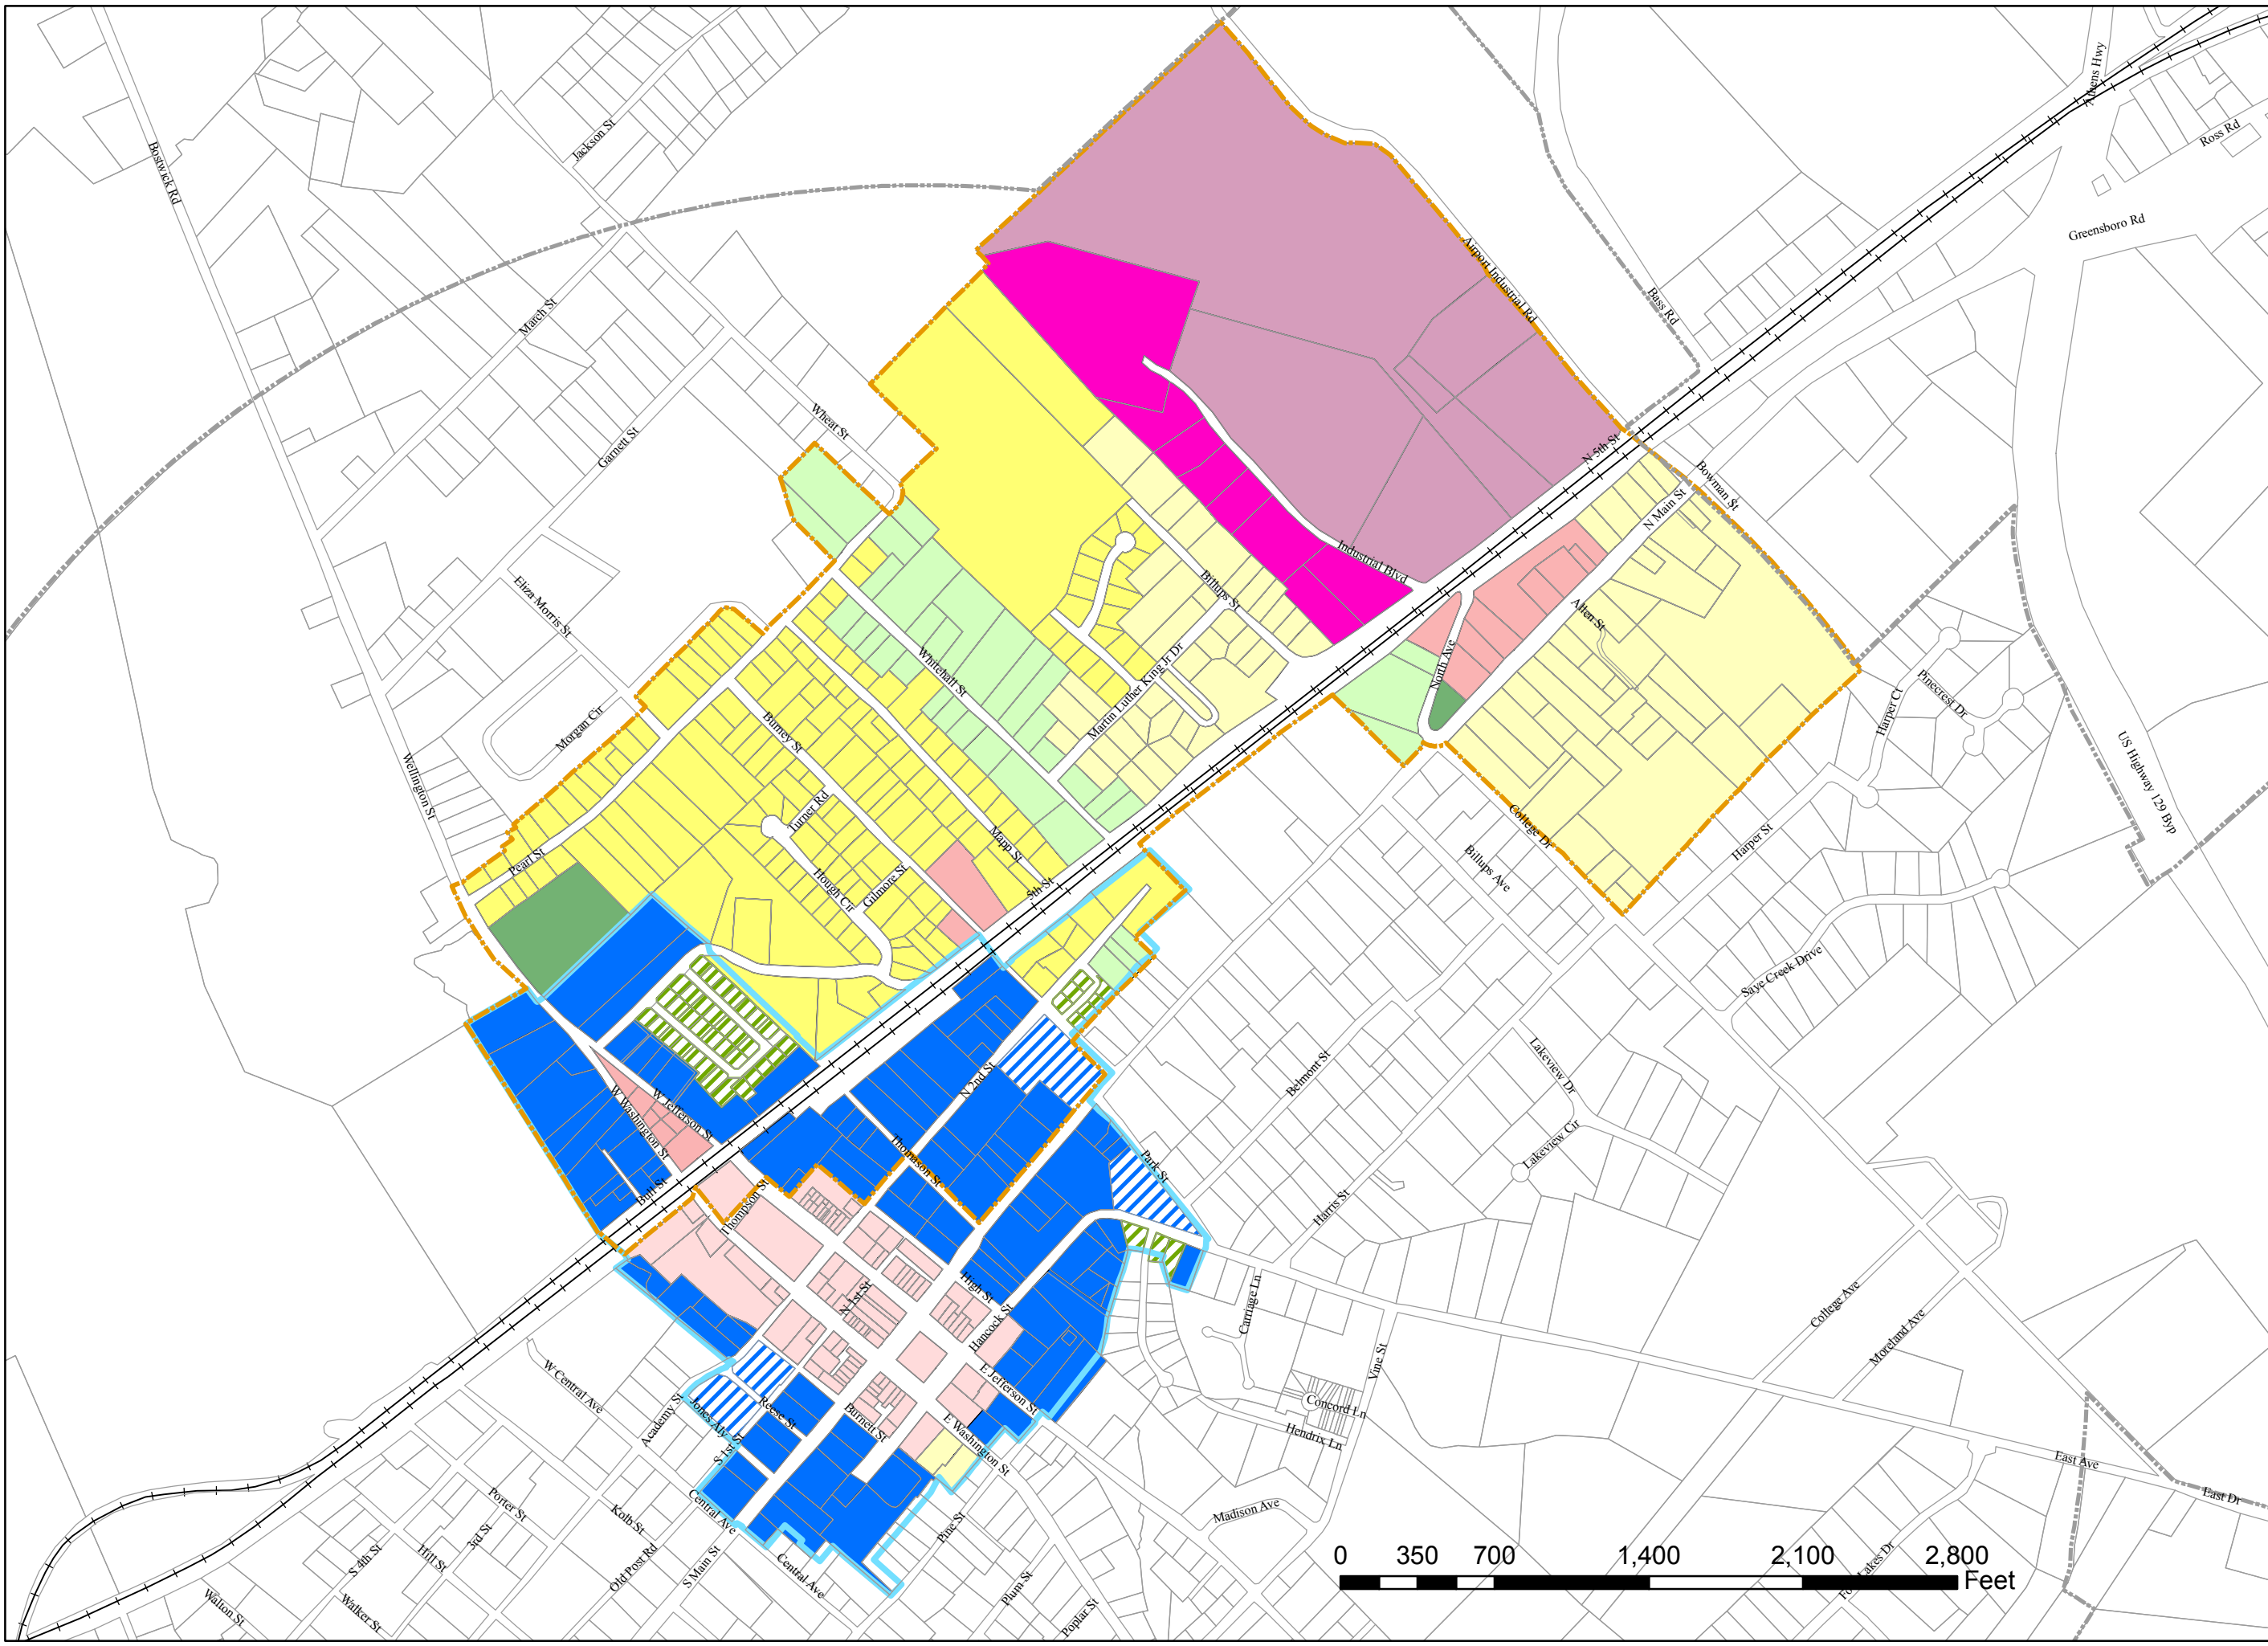 Athens Hwy
Ross Rd
Jackson St
Bostwick Rd
Greensboro Rd
Airport Industrial Rd
Bass Rd
March St
Wheat St
Garnett St
N 5th St
Bowman St
N Main St
Industrial Blvd
Eliza Morris St
Billups St
Allen St
Whitehall St
North Ave
Martin Luther King Jr Dr
Harper Ct
Pinecrest Dr
Morgan Cir
Burney St
Wellington St
US Highway 129 Byp
Turner Rd
Mapp St
College Dr
Harper St
Pearl St
Billups Ave
Hough Cir
Gilmore St
5th St
Saye Creek Drive
N 2nd St
Belmont St
Lakeview Dr
W Jefferson St
W Washington St
Thomason St
Park St
Lakeview Cir
Bull St
Thompson St
Harris St
N 1st St
High St
Hancock St
Carriage Ln
College Ave
Moreland Ave
Vine St
W Central Ave
E Jefferson St
Academy St
Jones Aly
Reese St
Burnett St
Concord Ln
Hendrix Ln
E Washington St
S 1st St
East Ave
East Dr
Porter St
Kolb St
Central Ave
Pine St
Madison Ave
3rd St
S 4th St
Hill St
Old Post Rd
S Main St
Central Ave
Plum St
Poplar St
Walton St
Walker St
Four Lakes Dr
0 350 700 1,400 2,100 2,800
Feet